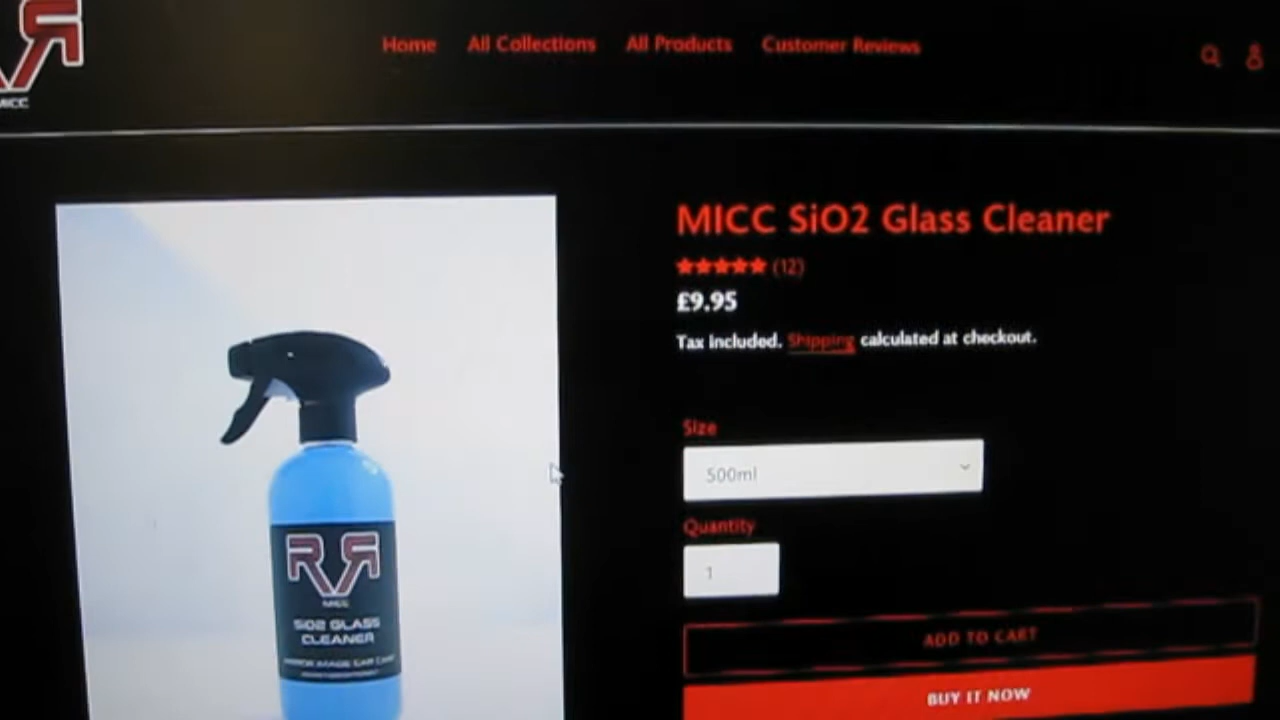 MICC
Home All Collections All Products Customer Reviews
MICC SiO2 Glass Cleaner
(12)
£9.95
Tax included. Shipping calculated at checkout.
Size
500ml
Quantity
1
ADD TO CART
BUY IT NOW
RR
MICC
SiO2 GLASS
CLEANER
MIRROR IMAGE CAR CARE